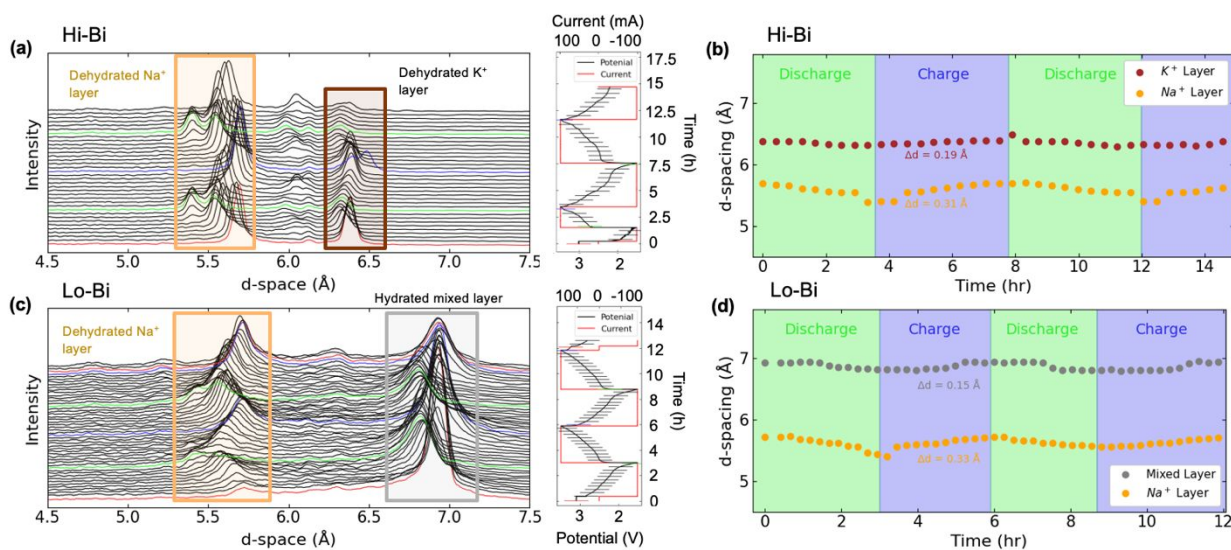 (a)
Hi-Bi
Dehydrated Na⁺
layer
Dehydrated K⁺
layer
Intensity
4.5 5.0 5.5 6.0 6.5 7.0 7.5
d-space (Å)
Current (mA)
100 0 -100
Potential
Current
17.5
15.0
12.5
10.0
7.5
5.0
2.5
0
Time (h)
3 2
(b)
Hi-Bi
Discharge
Charge
Discharge
K⁺ Layer
Na⁺ Layer
Δd = 0.19 Å
Δd = 0.31 Å
7
6
5
d-spacing (Å)
0 2 4 6 8 10 12 14
Time (hr)
(c)
Lo-Bi
Dehydrated Na⁺
layer
Hydrated mixed layer
Intensity
4.5 5.0 5.5 6.0 6.5 7.0 7.5
d-space (Å)
100 0 -100
Potential
Current
14
12
10
8
6
4
2
0
Time (h)
3 2
Potential (V)
(d)
Lo-Bi
Discharge
Charge
Discharge
Charge
Δd = 0.15 Å
Δd = 0.33 Å
Mixed Layer
Na⁺ Layer
7
6
5
d-spacing (Å)
0 2 4 6 8 10 12
Time (hr)